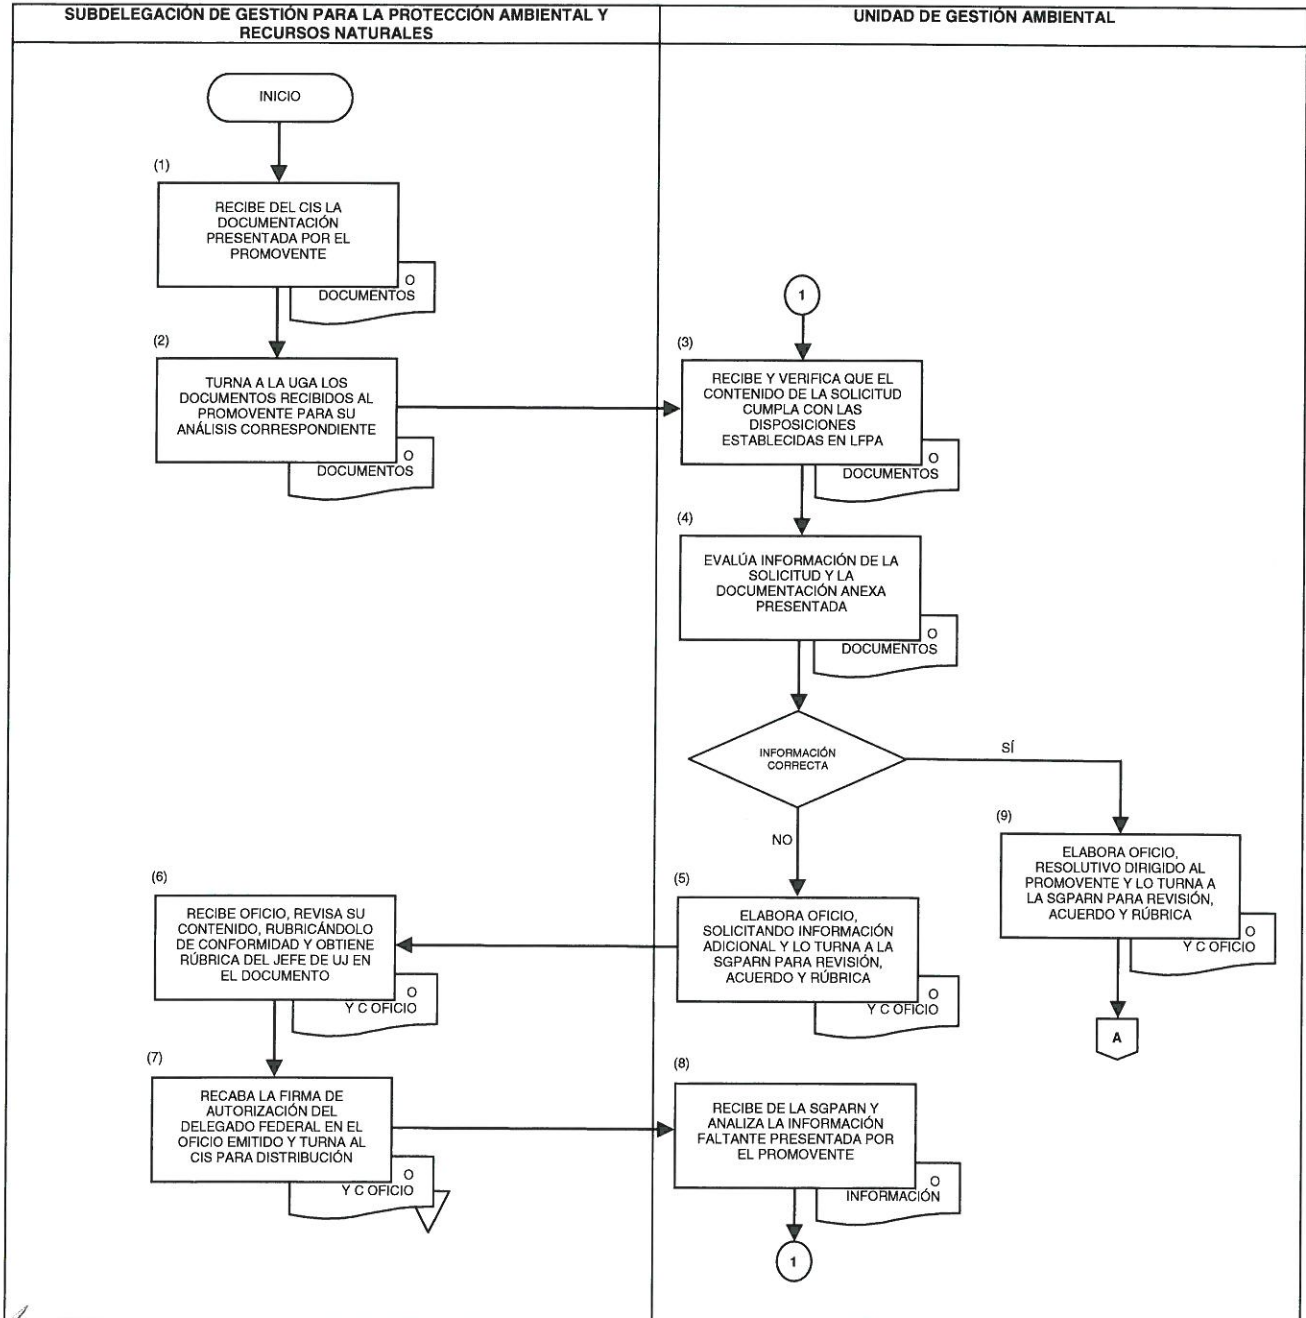 SUBDELEGACIÓN DE GESTIÓN PARA LA PROTECCIÓN AMBIENTAL Y
RECURSOS NATURALES
UNIDAD DE GESTIÓN AMBIENTAL
INICIO
(1)
RECIBE DEL CIS LA
DOCUMENTACIÓN
PRESENTADA POR EL
PROMOVENTE
O
DOCUMENTOS
(2)
TURNA A LA UGA LOS
DOCUMENTOS RECIBIDOS AL
PROMOVENTE PARA SU
ANÁLISIS CORRESPONDIENTE
O
DOCUMENTOS
1
(3)
RECIBE Y VERIFICA QUE EL
CONTENIDO DE LA SOLICITUD
CUMPLA CON LAS
DISPOSICIONES
ESTABLECIDAS EN LFPA
O
DOCUMENTOS
(4)
EVALÚA INFORMACIÓN DE LA
SOLICITUD Y LA
DOCUMENTACIÓN ANEXA
PRESENTADA
O
DOCUMENTOS
INFORMACIÓN
CORRECTA
SÍ
NO
(9)
ELABORA OFICIO,
RESOLUTIVO DIRIGIDO AL
PROMOVENTE Y LO TURNA A
LA SGPARN PARA REVISIÓN,
ACUERDO Y RÚBRICA
O
Y C OFICIO
A
(5)
ELABORA OFICIO,
SOLICITANDO INFORMACIÓN
ADICIONAL Y LO TURNA A LA
SGPARN PARA REVISIÓN,
ACUERDO Y RÚBRICA
O
Y C OFICIO
(6)
RECIBE OFICIO, REVISA SU
CONTENIDO, RUBRICÁNDOLO
DE CONFORMIDAD Y OBTIENE
RÚBRICA DEL JEFE DE UJ EN
EL DOCUMENTO
O
Y C OFICIO
(7)
RECABA LA FIRMA DE
AUTORIZACIÓN DEL
DELEGADO FEDERAL EN EL
OFICIO EMITIDO Y TURNA AL
CIS PARA DISTRIBUCIÓN
O
Y C OFICIO
(8)
RECIBE DE LA SGPARN Y
ANALIZA LA INFORMACIÓN
FALTANTE PRESENTADA POR
EL PROMOVENTE
O
INFORMACIÓN
1